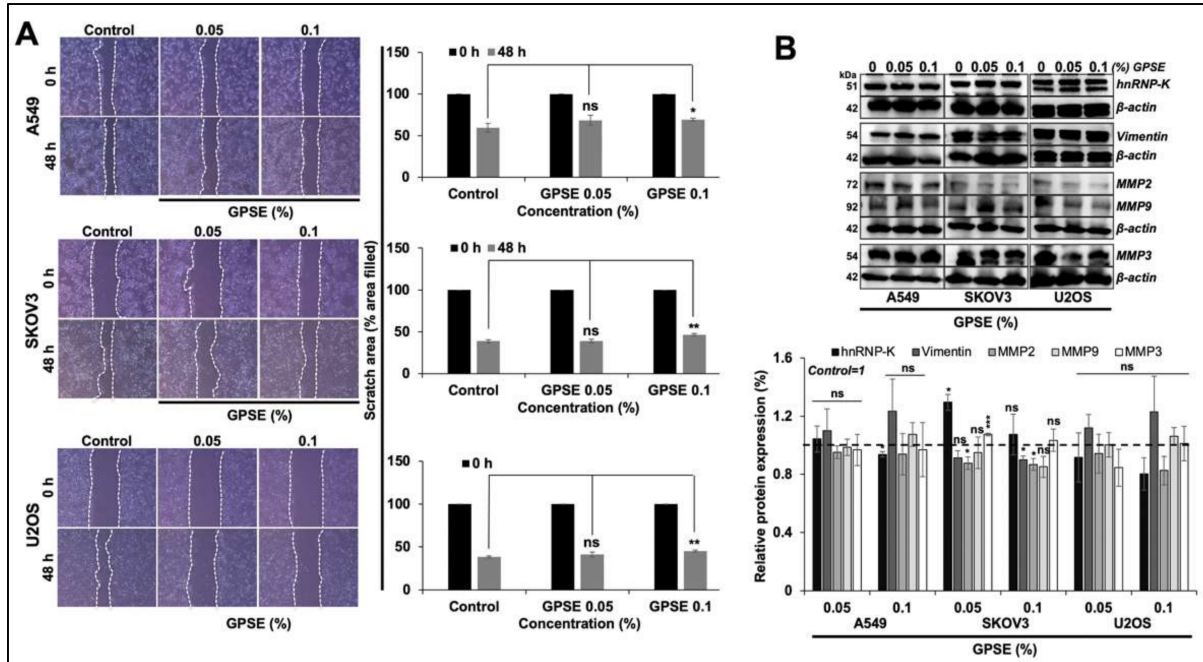 A
Control 0.05 0.1
0 h
48 h
A549
GPSE (%)
Control 0.05 0.1
0 h
48 h
SKOV3
GPSE (%)
Control 0.05 0.1
0 h
48 h
U2OS
GPSE (%)
Scratch area (% area filled)
0 h 48 h
150
100
50
0
ns *
Control GPSE 0.05 GPSE 0.1
Concentration (%)
150
100
50
0
ns **
Control GPSE 0.05 GPSE 0.1
Concentration (%)
0 h
150
100
50
0
ns **
Control GPSE 0.05 GPSE 0.1
Concentration (%)
B
0 0.05 0.1 0 0.05 0.1 0 0.05 0.1 (%) GPSE
kDa
51 hnRNP-K
42 β-actin
54 Vimentin
42 β-actin
72 MMP2
92 MMP9
42 β-actin
54 MMP3
42 β-actin
A549 SKOV3 U2OS
GPSE (%)
hnRNP-K Vimentin MMP2 MMP9 MMP3
Relative protein expression (%)
1.6
1.2
0.8
0.4
0
Control=1
ns
*
ns
*
ns
*
ns
***
ns
*
*
ns
ns
0.05 0.1 0.05 0.1 0.05 0.1
A549 SKOV3 U2OS
GPSE (%)